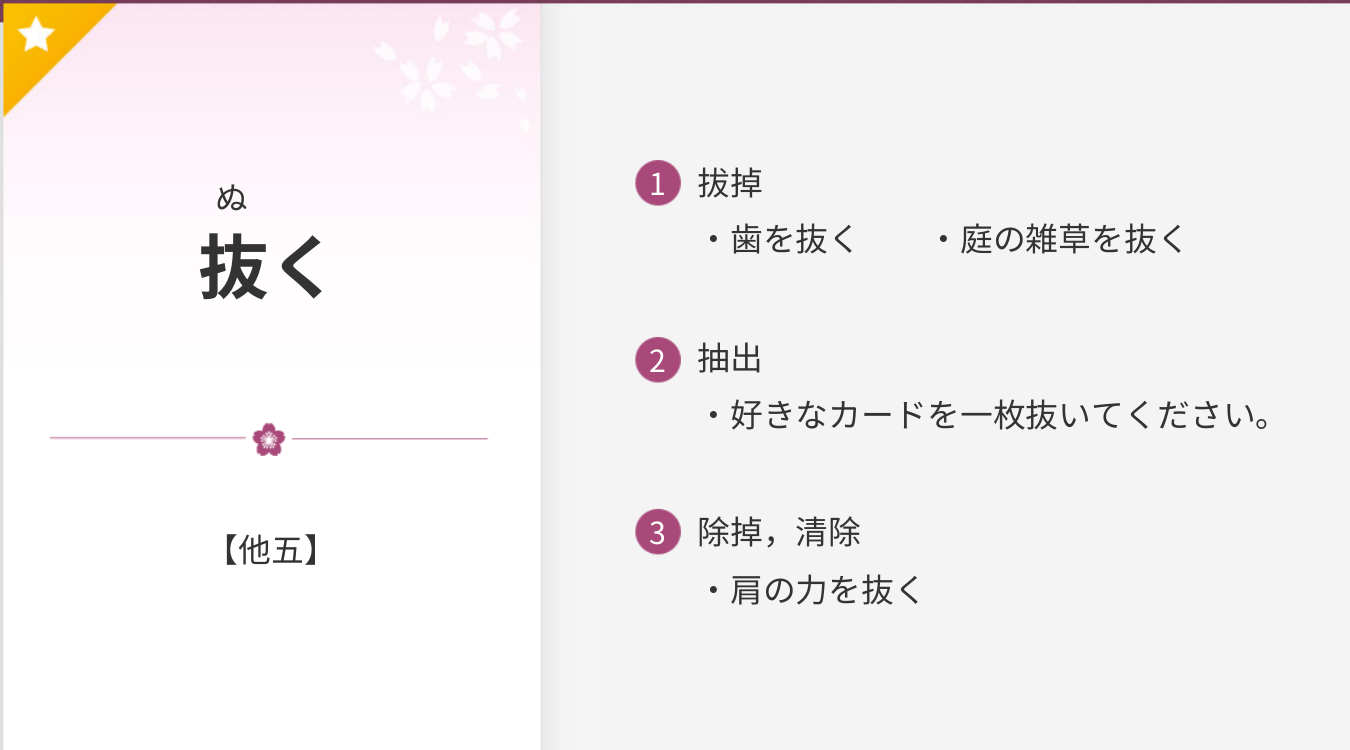 ぬ
抜く
【他五】
1 拔掉
・歯を抜く ・庭の雑草を抜く
2 抽出
・好きなカードを一枚抜いてください。
3 除掉，清除
・肩の力を抜く